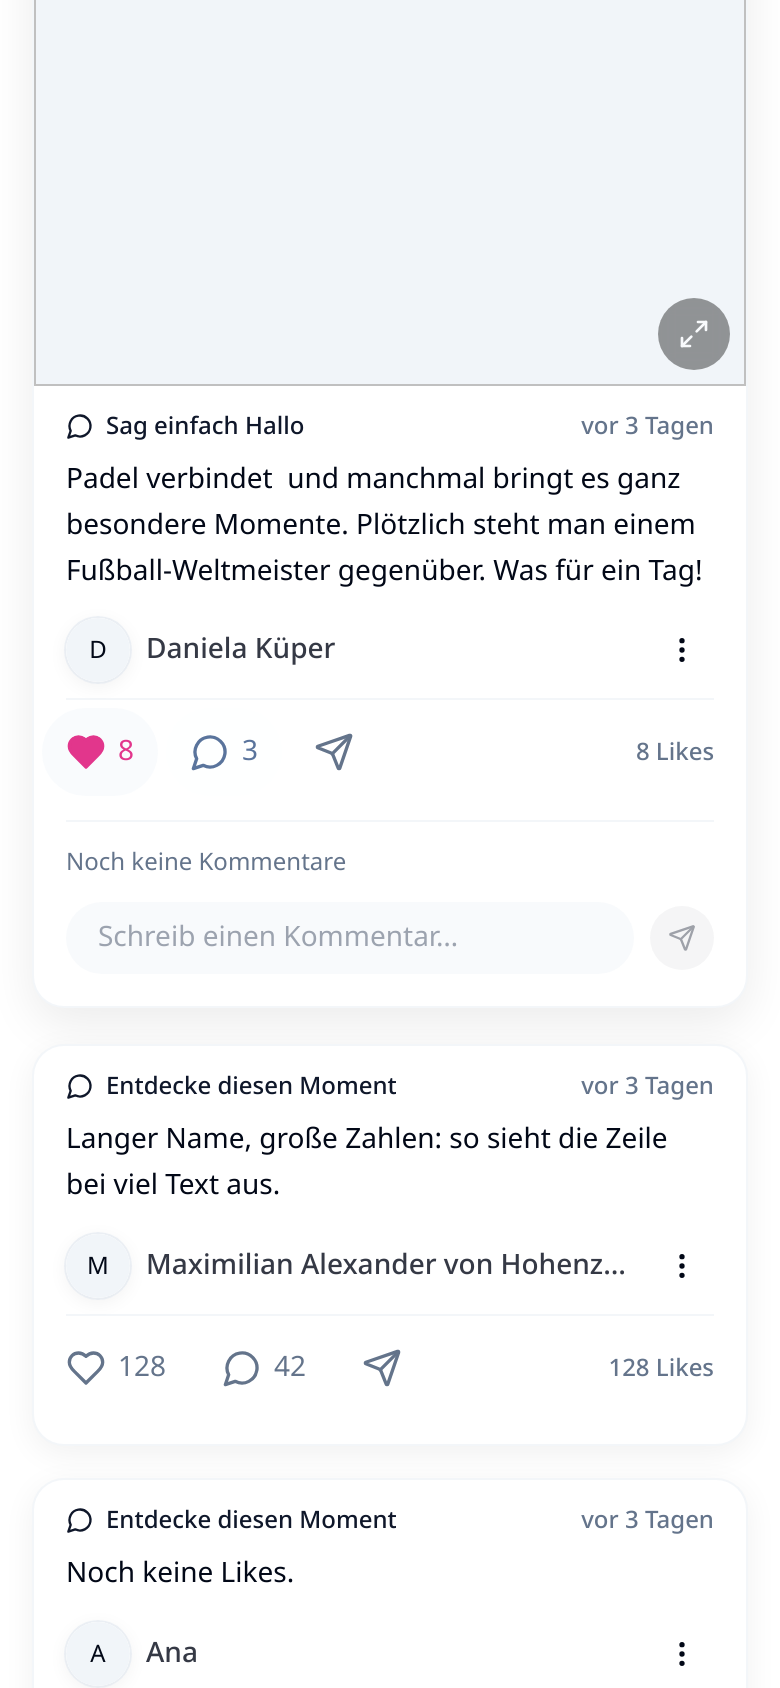 Sag einfach Hallo
vor 3 Tagen
Padel verbindet  und manchmal bringt es ganz
besondere Momente. Plötzlich steht man einem
Fußball-Weltmeister gegenüber. Was für ein Tag!
D
Daniela Küper
8
3
8 Likes
Noch keine Kommentare
Schreib einen Kommentar...
Entdecke diesen Moment
vor 3 Tagen
Langer Name, große Zahlen: so sieht die Zeile
bei viel Text aus.
M
Maximilian Alexander von Hohenz...
128
42
128 Likes
Entdecke diesen Moment
vor 3 Tagen
Noch keine Likes.
A
Ana